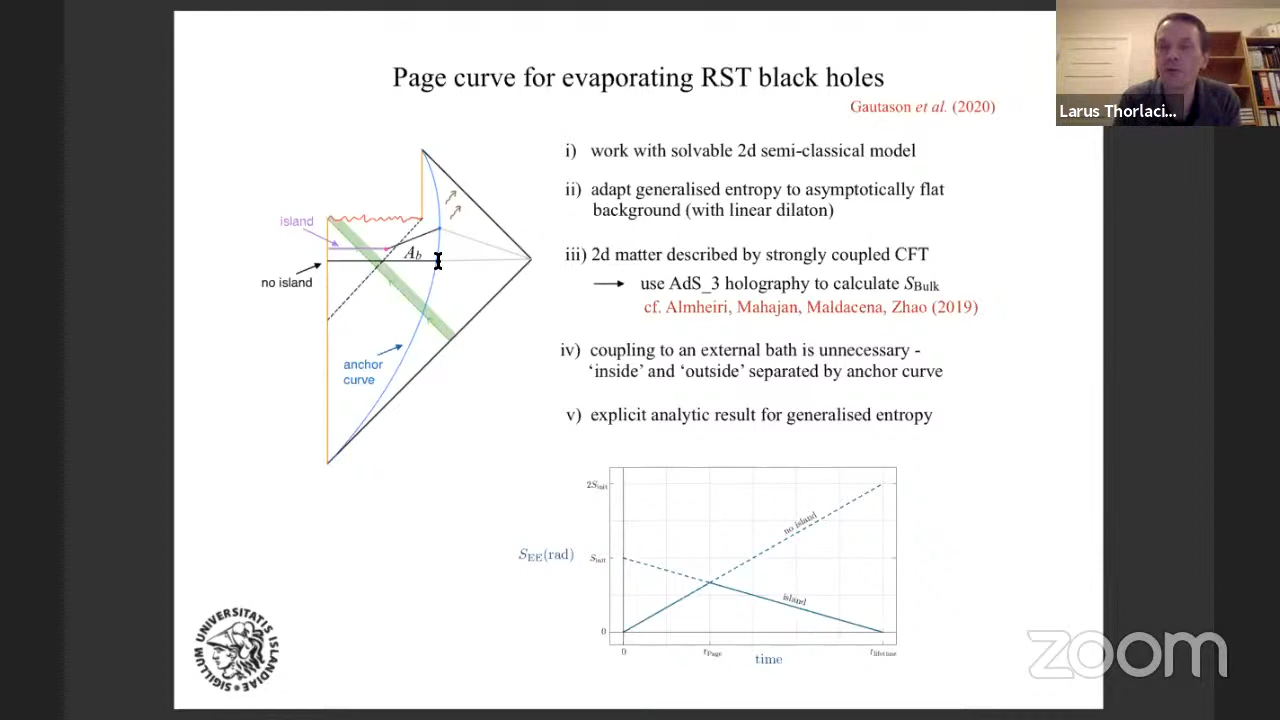 Page curve for evaporating RST black holes
Gautason et al. (2020)
Larus Thorlaci...
i) work with solvable 2d semi-classical model
ii) adapt generalised entropy to asymptotically flat
background (with linear dilaton)
iii) 2d matter described by strongly coupled CFT
→ use AdS_3 holography to calculate S_Bulk
cf. Almheiri, Mahajan, Maldacena, Zhao (2019)
iv) coupling to an external bath is unnecessary -
‘inside’ and ‘outside’ separated by anchor curve
v) explicit analytic result for generalised entropy
island
A_b
no island
anchor
curve
2S_init
S_EE(rad)
S_init
0
no island
island
0
t_Page
t_lifetime
time
UNIVERSITATIS ISLANDIAE SIGILLUM
zoom